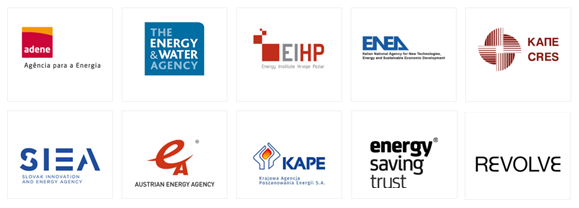 adene
Agência para a Energia
THE
ENERGY
& WATER
AGENCY
EIHP
Energy Institute Hrvoje Požar
ENEA
Italian National Agency for New Technologies,
Energy and Sustainable Economic Development
ΚΑΠΕ
CRES
SIEA
SLOVAK INNOVATION
AND ENERGY AGENCY
eA
®
AUSTRIAN ENERGY AGENCY
KAPE
Krajowa Agencja
Poszanowania Energii S.A.
energy®
saving
trust
REVOLVE